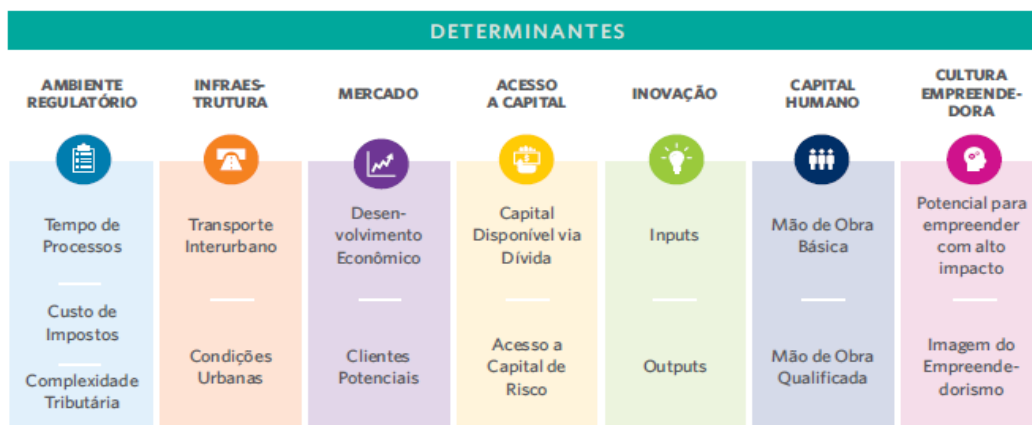 DETERMINANTES
AMBIENTE
REGULATÓRIO
INFRAES-
TRUTURA
MERCADO
ACESSO
A CAPITAL
INOVAÇÃO
CAPITAL
HUMANO
CULTURA
EMPREENDE-
DORA
Tempo de
Processos
Custo de
Impostos
Complexidade
Tributária
Transporte
Interurbano
Condições
Urbanas
Desen-
volvimento
Econômico
Clientes
Potenciais
Capital
Disponível via
Dívida
Acesso a
Capital de
Risco
Inputs
Outputs
Mão de Obra
Básica
Mão de Obra
Qualificada
Potencial para
empreender
com alto
impacto
Imagem do
Empreende-
dorismo